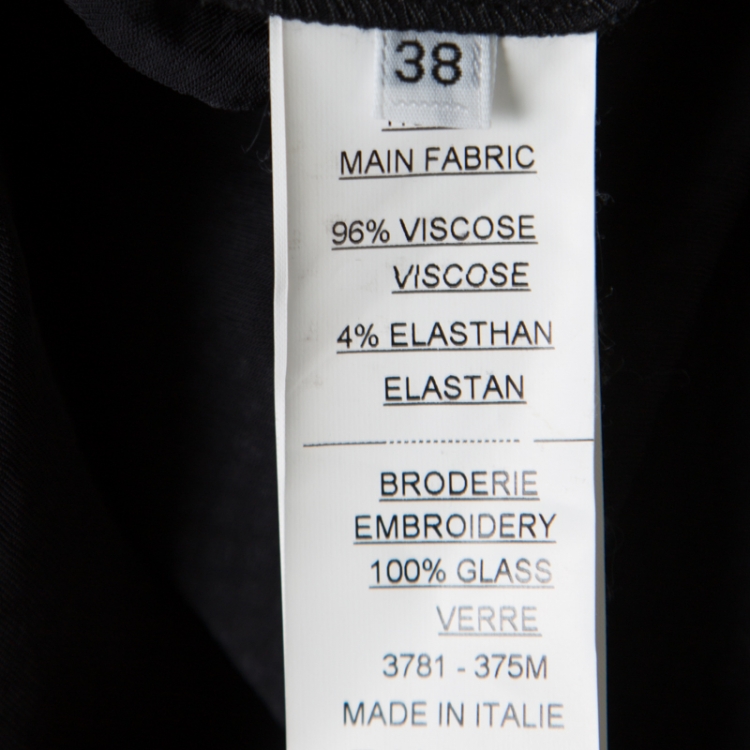 38
MAIN FABRIC
96% VISCOSE
VISCOSE
4% ELASTHAN
ELASTAN
BRODERIE
EMBROIDERY
100% GLASS
VERRE
3781 - 375M
MADE IN ITALIE